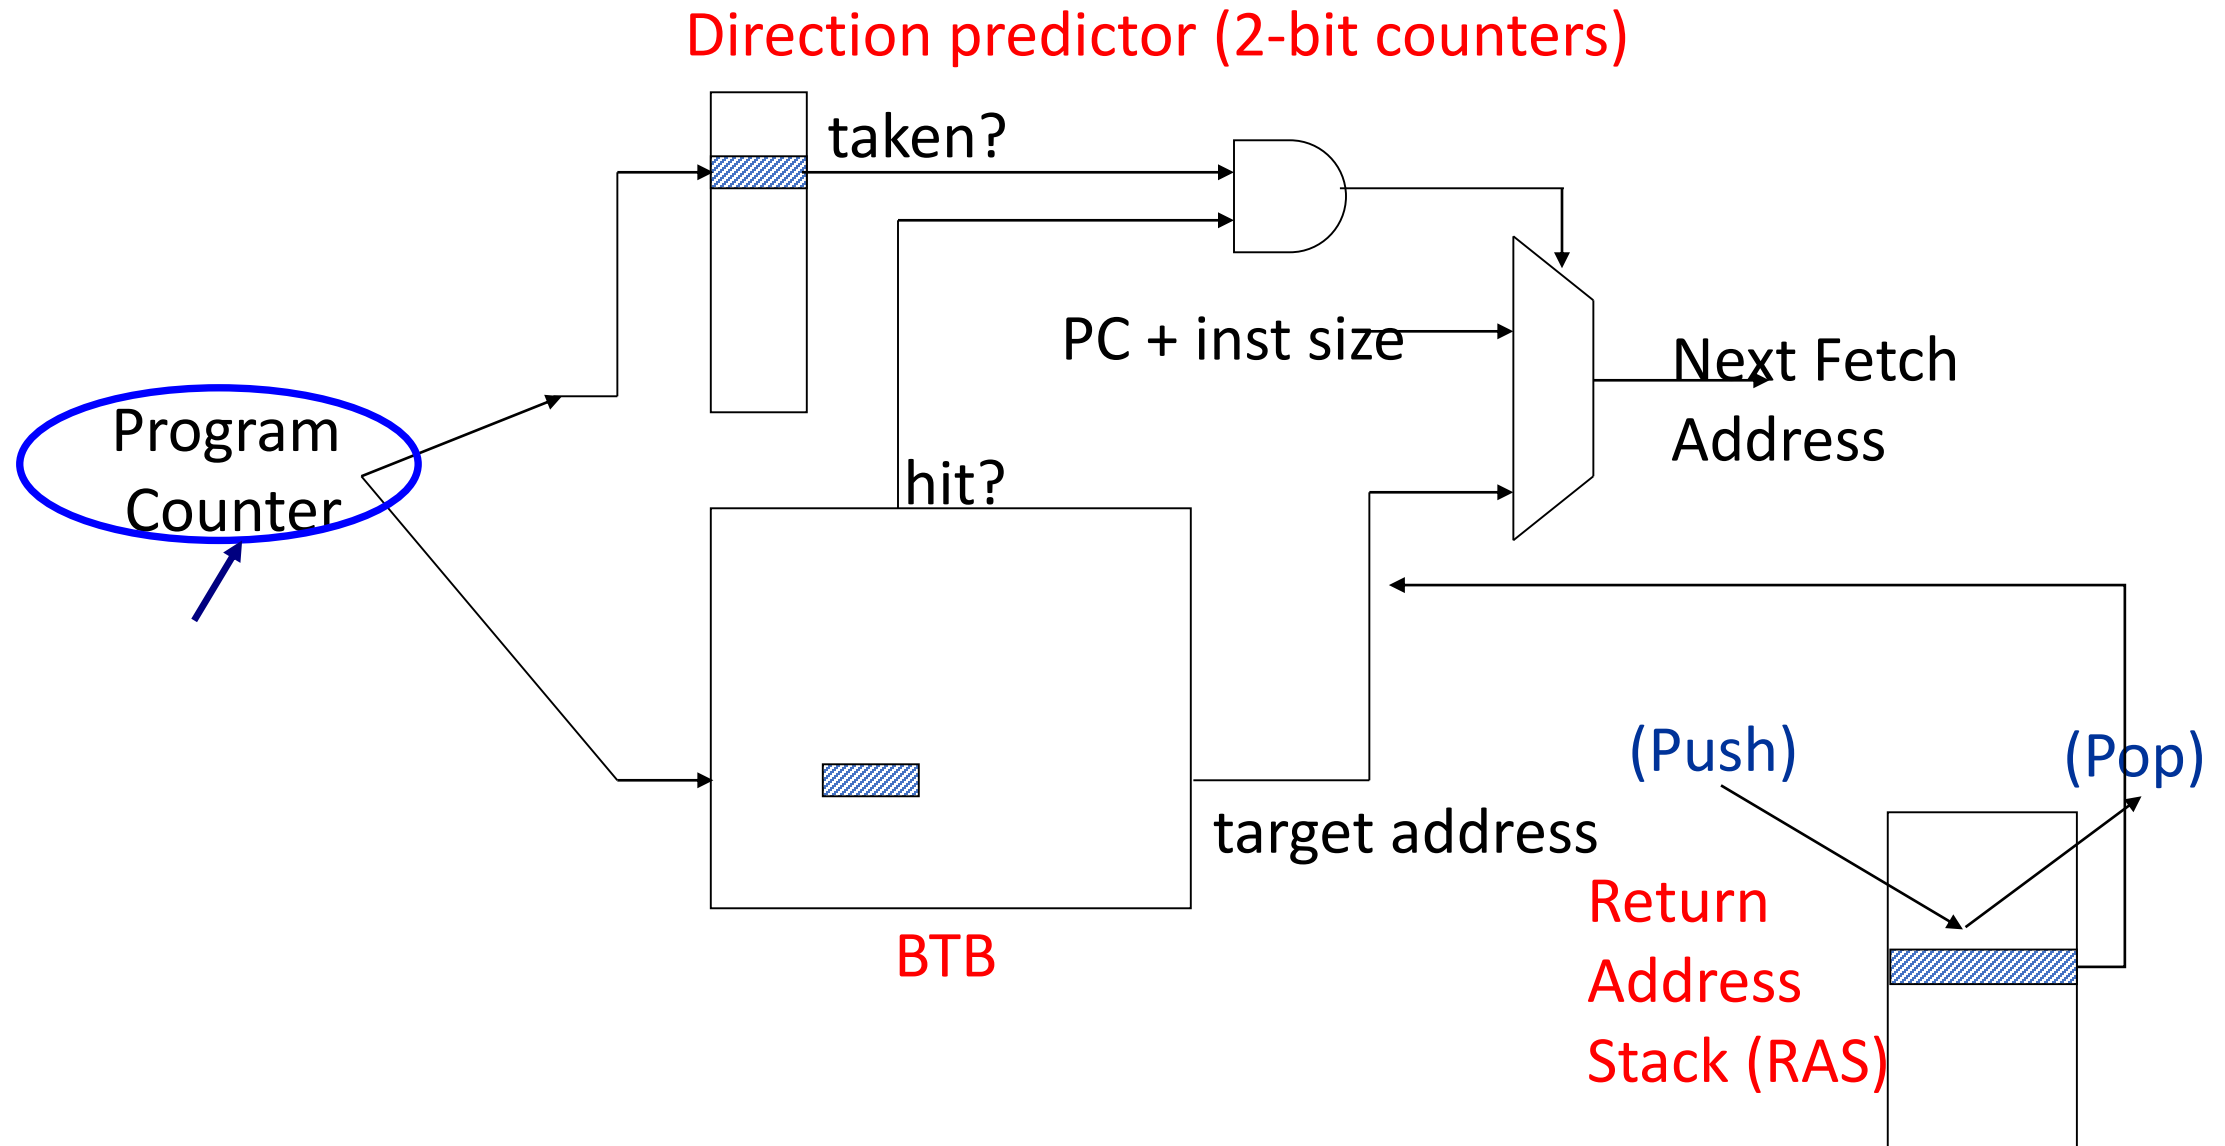 Direction predictor (2-bit counters)
taken?
PC + inst size
Next Fetch
Address
Program
Counter
hit?
target address
BTB
(Push)
(Pop)
Return
Address
Stack (RAS)